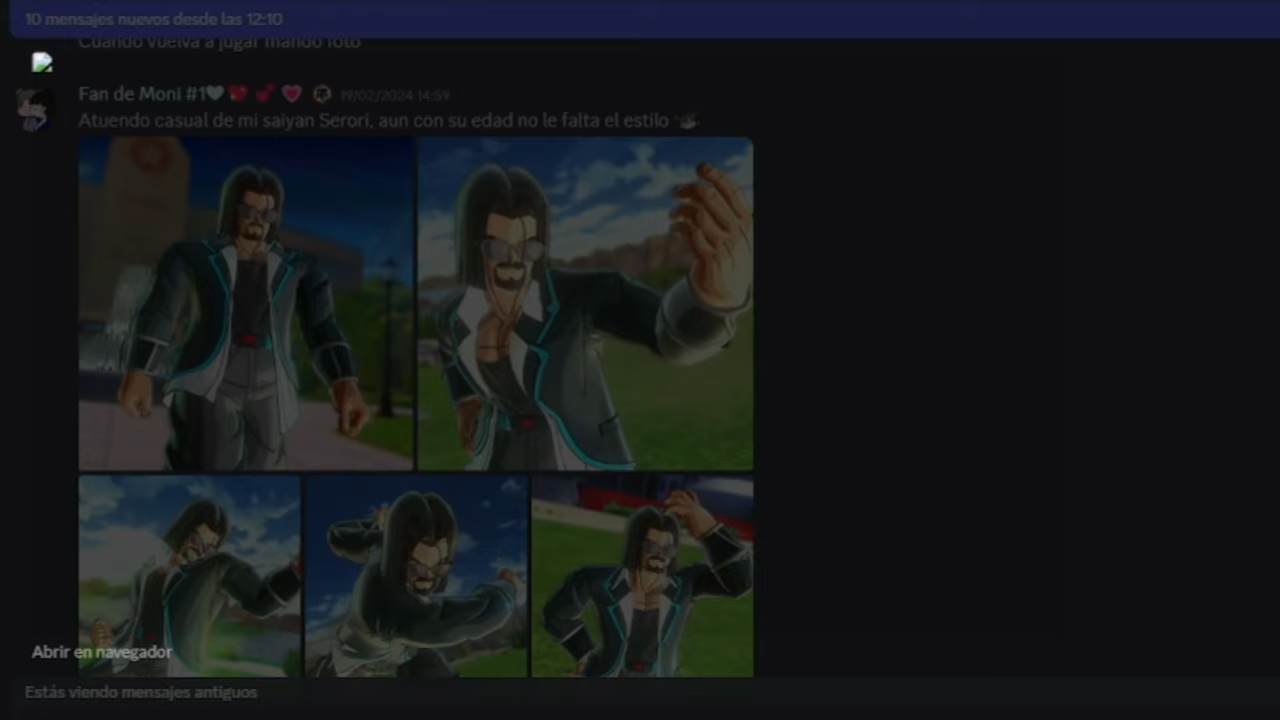 10 mensajes nuevos desde las 12:10
Cuando vuelva a jugar mando foto
Fan de Moni #1🤍 💘 💕 💗 19/02/2024 14:59
Atuendo casual de mi saiyan Serori, aun con su edad no le falta el estilo
Abrir en navegador
Estás viendo mensajes antiguos